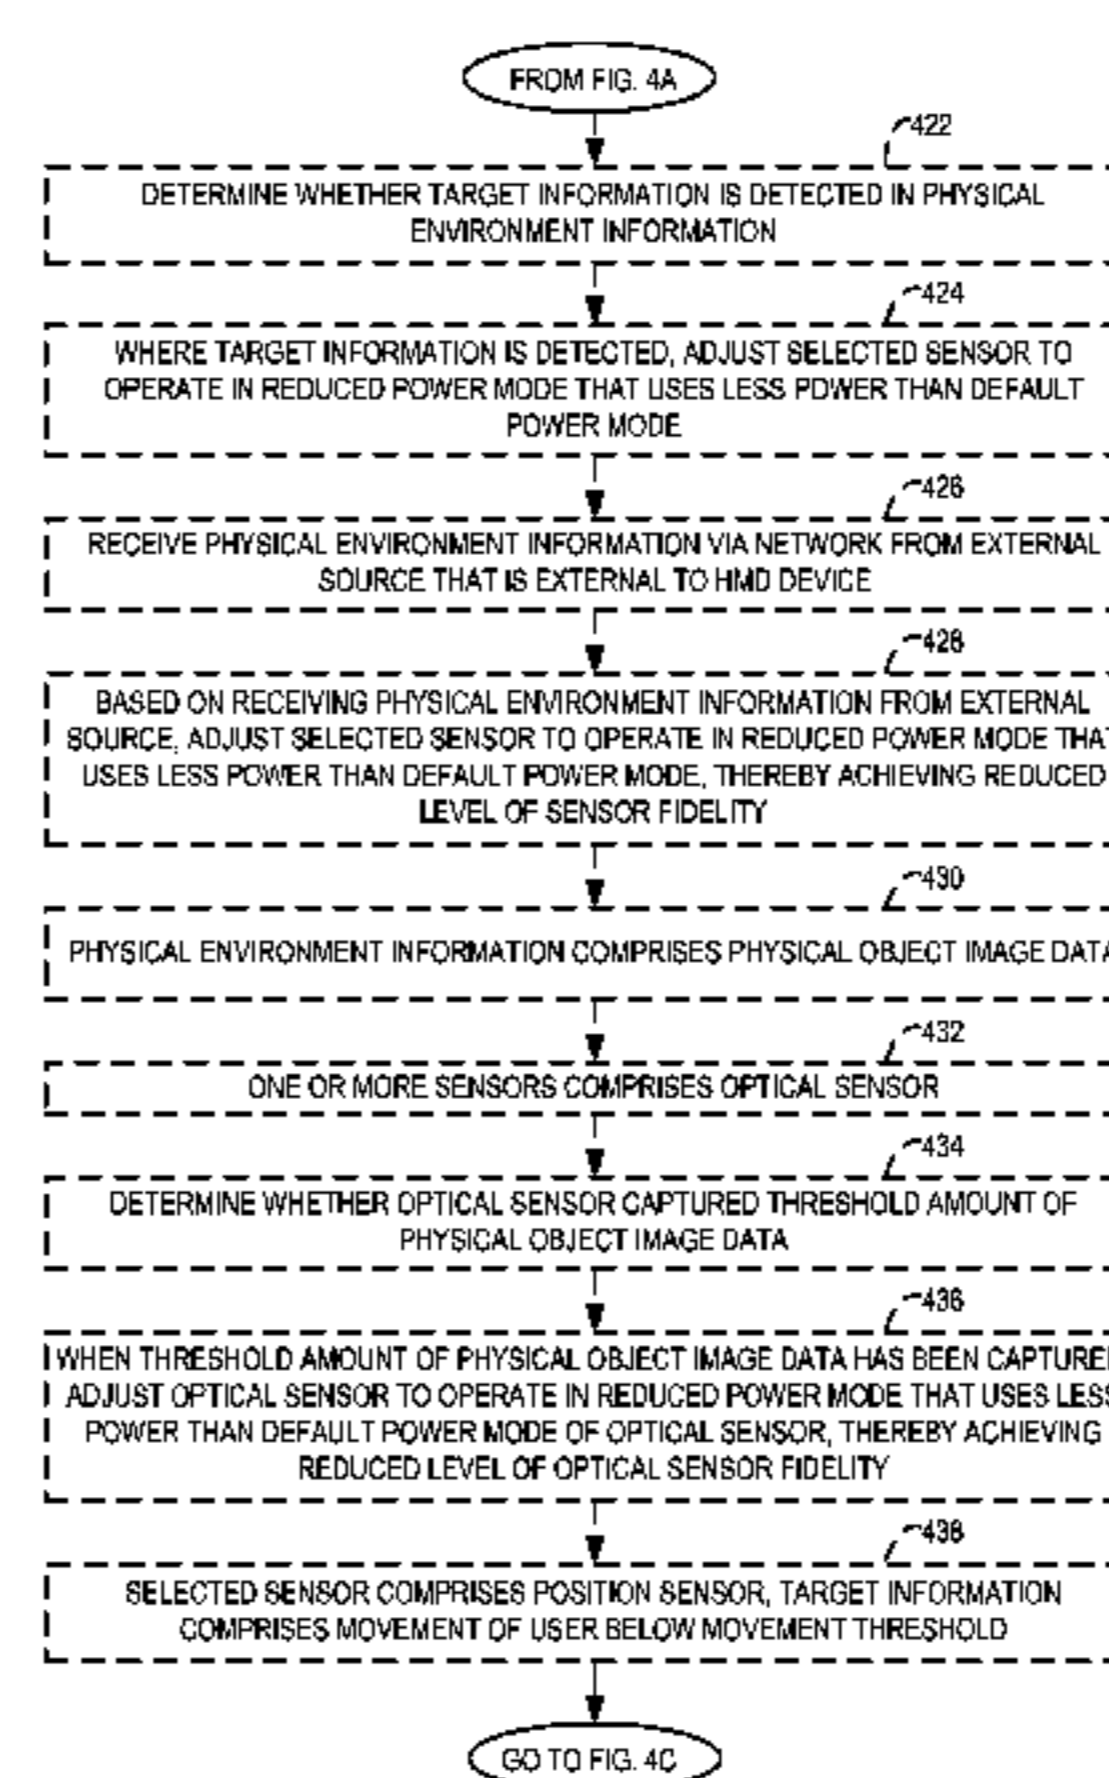 FROM FIG. 4A
422
DETERMINE WHETHER TARGET INFORMATION IS DETECTED IN PHYSICAL
ENVIRONMENT INFORMATION
424
WHERE TARGET INFORMATION IS DETECTED, ADJUST SELECTED SENSOR TO
OPERATE IN REDUCED POWER MODE THAT USES LESS POWER THAN DEFAULT
POWER MODE
426
RECEIVE PHYSICAL ENVIRONMENT INFORMATION VIA NETWORK FROM EXTERNAL
SOURCE THAT IS EXTERNAL TO HMD DEVICE
428
BASED ON RECEIVING PHYSICAL ENVIRONMENT INFORMATION FROM EXTERNAL
SOURCE, ADJUST SELECTED SENSOR TO OPERATE IN REDUCED POWER MODE THAT
USES LESS POWER THAN DEFAULT POWER MODE, THEREBY ACHIEVING REDUCED
LEVEL OF SENSOR FIDELITY
430
PHYSICAL ENVIRONMENT INFORMATION COMPRISES PHYSICAL OBJECT IMAGE DATA
432
ONE OR MORE SENSORS COMPRISES OPTICAL SENSOR
434
DETERMINE WHETHER OPTICAL SENSOR CAPTURED THRESHOLD AMOUNT OF
PHYSICAL OBJECT IMAGE DATA
436
WHEN THRESHOLD AMOUNT OF PHYSICAL OBJECT IMAGE DATA HAS BEEN CAPTURED
ADJUST OPTICAL SENSOR TO OPERATE IN REDUCED POWER MODE THAT USES LESS
POWER THAN DEFAULT POWER MODE OF OPTICAL SENSOR, THEREBY ACHIEVING
REDUCED LEVEL OF OPTICAL SENSOR FIDELITY
438
SELECTED SENSOR COMPRISES POSITION SENSOR, TARGET INFORMATION
COMPRISES MOVEMENT OF USER BELOW MOVEMENT THRESHOLD
GO TO FIG. 4C